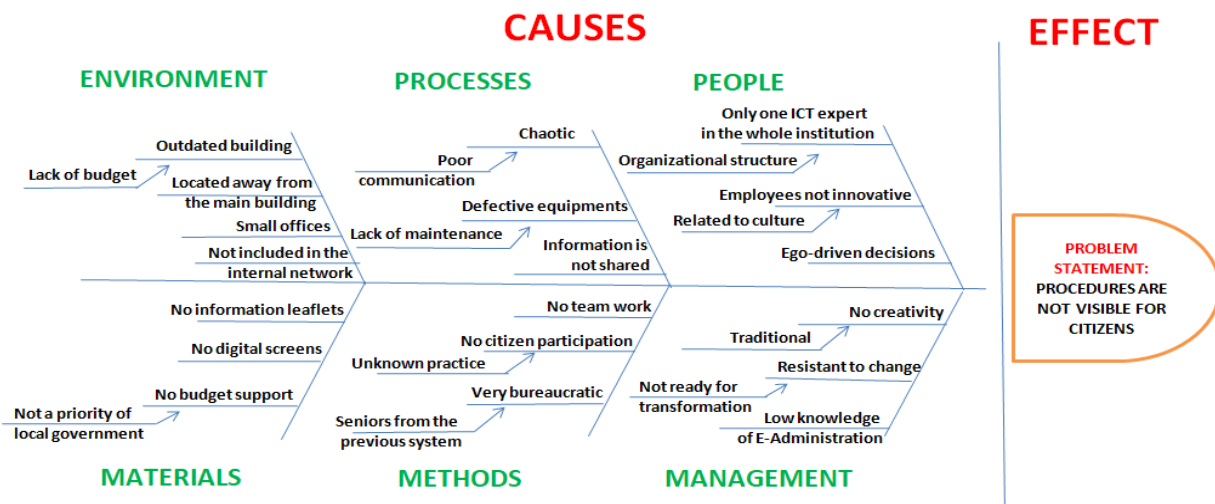 CAUSES
EFFECT
ENVIRONMENT
PROCESSES
PEOPLE
Outdated building
Lack of budget
Located away from
the main building
Small offices
Not included in the
internal network
Chaotic
Poor
communication
Defective equipments
Lack of maintenance
Information is
not shared
Only one ICT expert
in the whole institution
Organizational structure
Employees not innovative
Related to culture
Ego-driven decisions
PROBLEM
STATEMENT:
PROCEDURES ARE
NOT VISIBLE FOR
CITIZENS
No information leaflets
No digital screens
No budget support
Not a priority of
local government
No team work
No citizen participation
Unknown practice
Very bureaucratic
Seniors from the
previous system
No creativity
Traditional
Resistant to change
Not ready for
transformation
Low knowledge
of E-Administration
MATERIALS
METHODS
MANAGEMENT